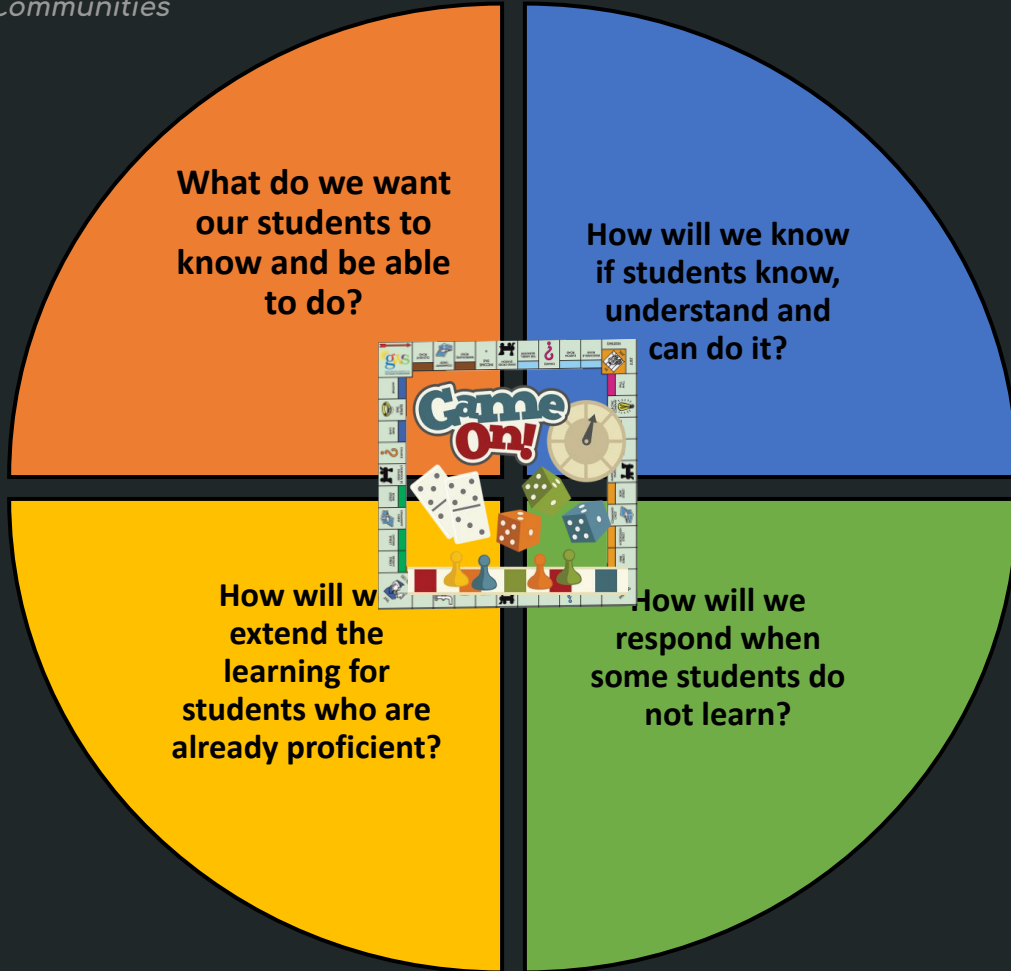 Communities
What do we want
our students to
know and be able
to do?
How will we know
if students know,
understand and
can do it?
Game
On!
How will w
extend the
learning for
students who are
already proficient?
How will we
respond when
some students do
not learn?